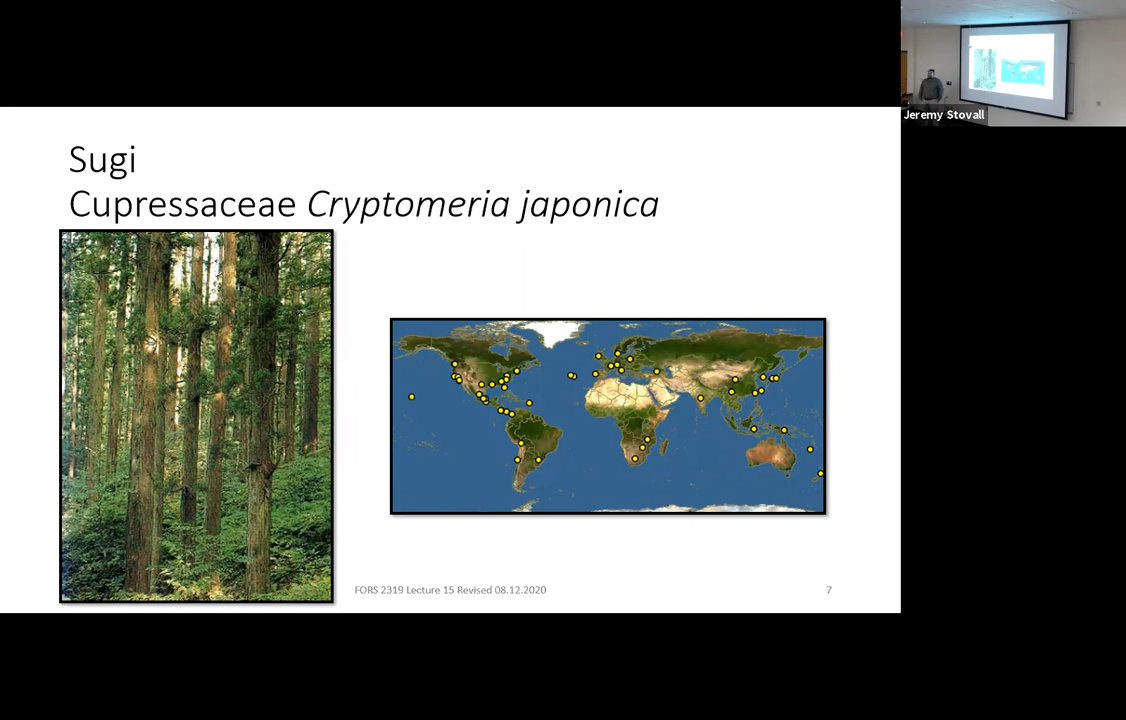 Sugi
Cupressaceae Cryptomeria japonica
FORS 2319 Lecture 15 Revised 08.12.2020
7
Jeremy Stovall